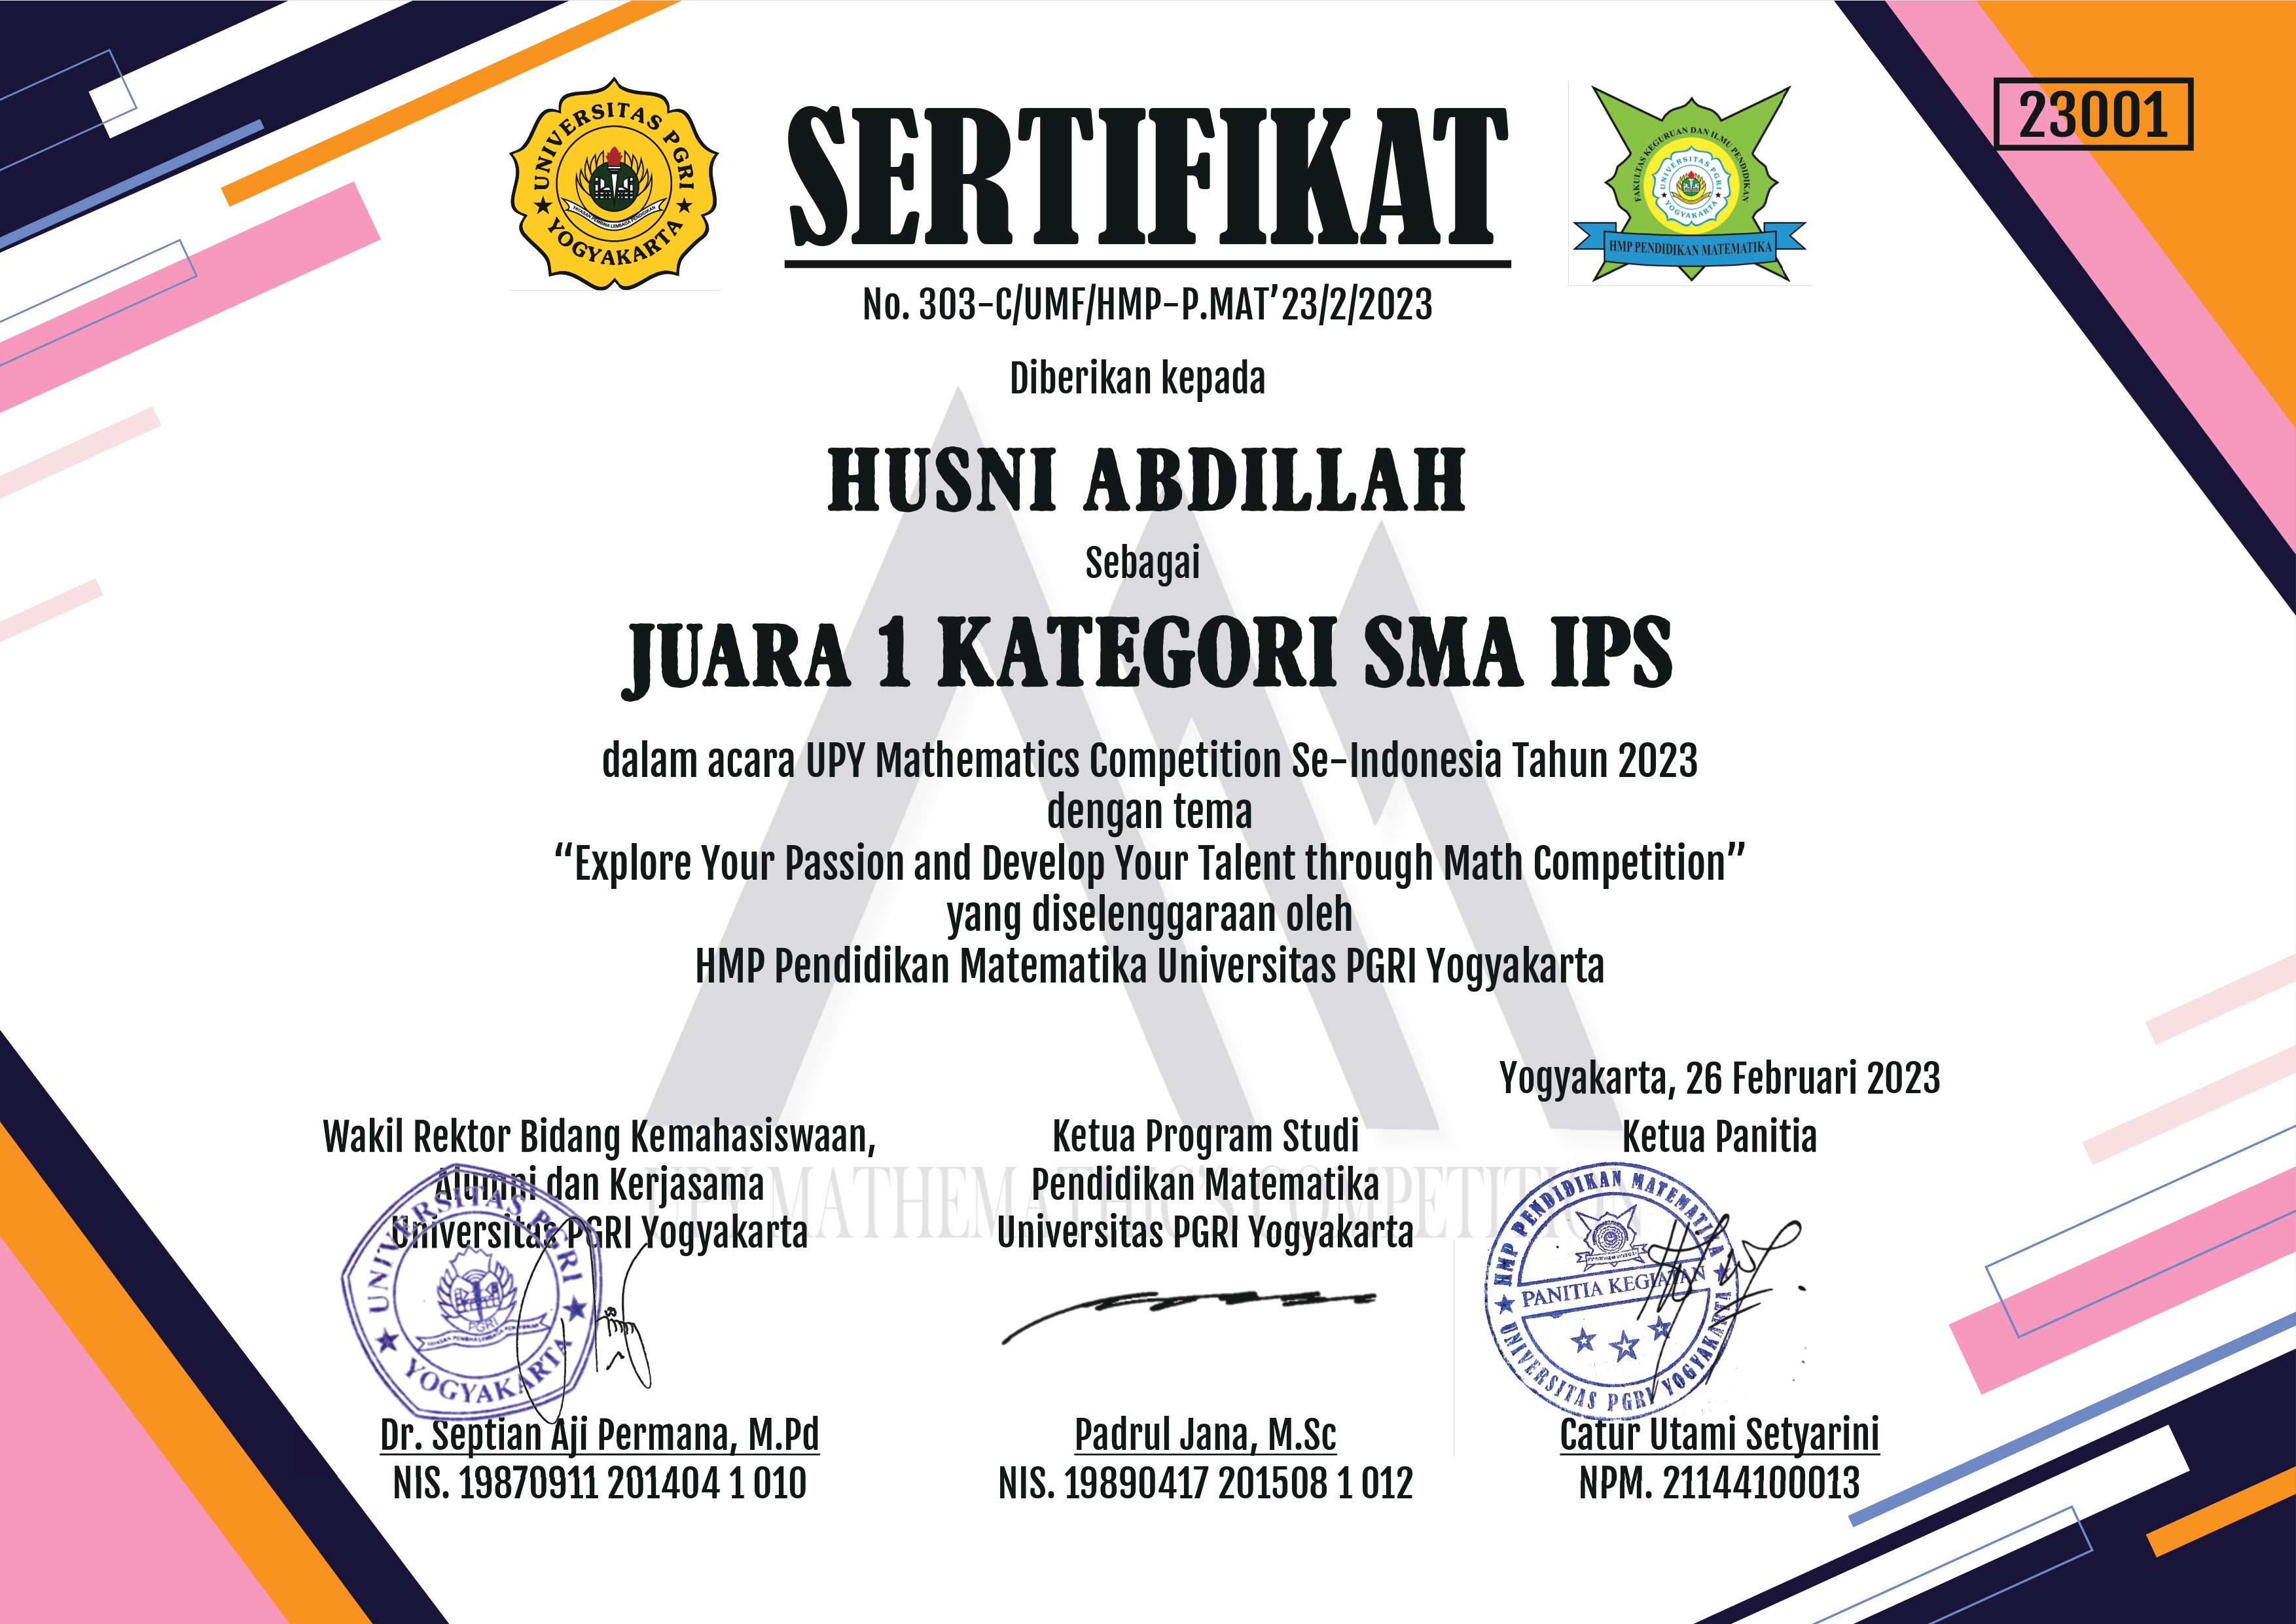 UNIVERSITAS PGRI
YOGYAKARTA
SERTIFIKAT
FAKULTAS KEGURUAN DAN ILMU PENDIDIKAN
UNIVERSITAS PGRI
YOGYAKARTA
HMP PENDIDIKAN MATEMATIKA
23001
No. 303-C/UMF/HMP-P.MAT'23/2/2023
Diberikan kepada
HUSNI ABDILLAH
Sebagai
JUARA 1 KATEGORI SMA IPS
dalam acara UPY Mathematics Competition Se-Indonesia Tahun 2023
dengan tema
“Explore Your Passion and Develop Your Talent through Math Competition”
yang diselenggaraan oleh
HMP Pendidikan Matematika Universitas PGRI Yogyakarta
Yogyakarta, 26 Februari 2023
Wakil Rektor Bidang Kemahasiswaan,
Alumni dan Kerjasama
Universitas PGRI Yogyakarta
Ketua Program Studi
Pendidikan Matematika
Universitas PGRI Yogyakarta
Ketua Panitia
UPY MATHEMATHIC'S COMPETITION
UNIVERSITAS PGRI
PGRI
YOGYAKARTA
HMP PENDIDIKAN MATEMATIKA
PANITIA KEGIATAN
UNIVERSITAS PGRI YOGYAKARTA
Dr. Septian Aji Permana, M.Pd
NIS. 19870911 201404 1 010
Padrul Jana, M.Sc
NIS. 19890417 201508 1 012
Catur Utami Setyarini
NPM. 21144100013